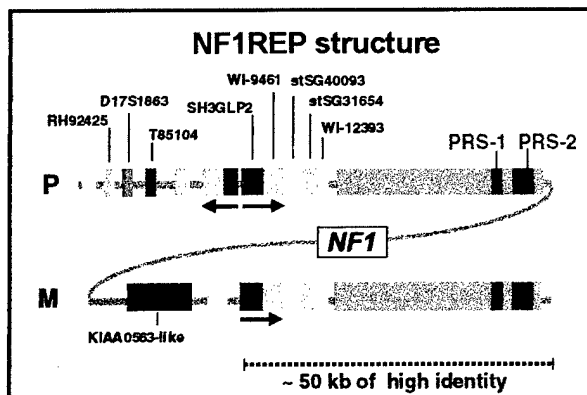 NF1REP structure
WI-9461
stSG40093
D17S1863
SH3GLP2
stSG31654
RH92425
T85104
WI-12393
PRS-1
PRS-2
P
NF1
M
KIAA0563-like
~ 50 kb of high identity